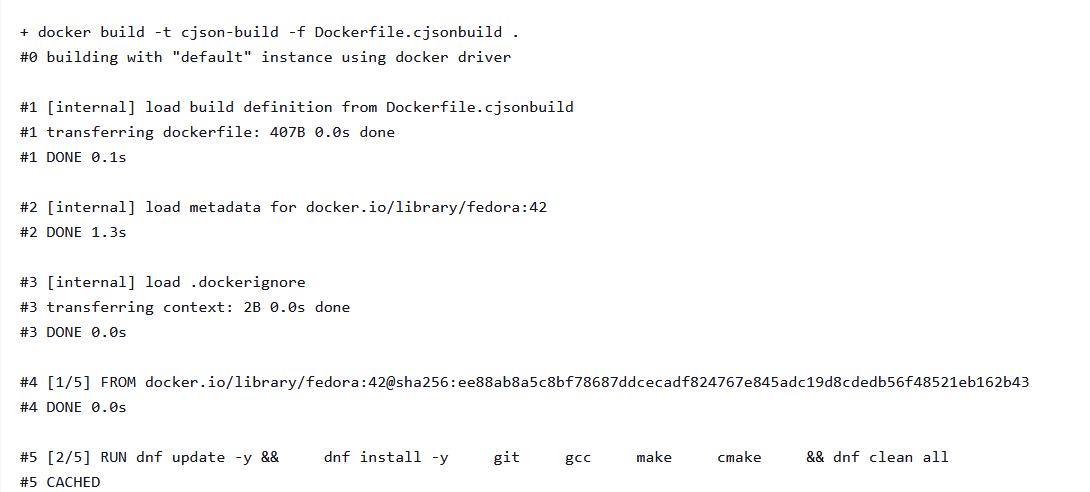 + docker build -t cjson-build -f Dockerfile.cjsonbuild .
#0 building with "default" instance using docker driver
#1 [internal] load build definition from Dockerfile.cjsonbuild
#1 transferring dockerfile: 407B 0.0s done
#1 DONE 0.1s
#2 [internal] load metadata for docker.io/library/fedora:42
#2 DONE 1.3s
#3 [internal] load .dockerignore
#3 transferring context: 2B 0.0s done
#3 DONE 0.0s
#4 [1/5] FROM docker.io/library/fedora:42@sha256:ee88ab8a5c8bf78687ddcecadf824767e845adc19d8cdedb56f48521eb162b43
#4 DONE 0.0s
#5 [2/5] RUN dnf update -y &&     dnf install -y     git     gcc     make     cmake     && dnf clean all
#5 CACHED